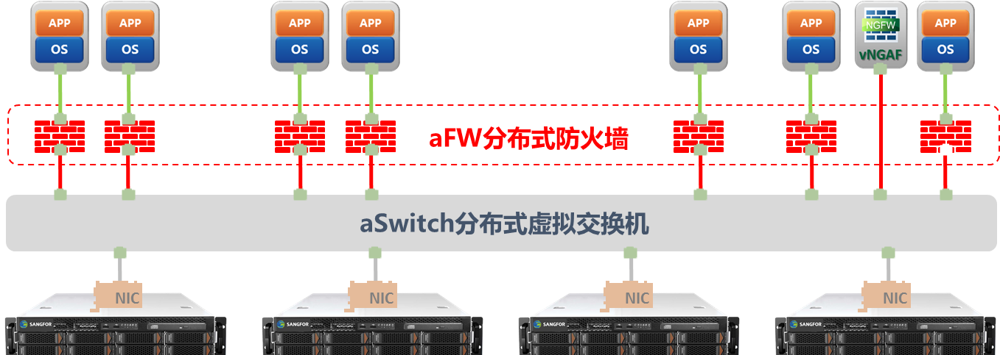 APP
APP
APP
APP
APP
APP
NGFW
APP
OS
OS
OS
OS
OS
OS
vNGAF
OS
aFW分布式防火墙
aSwitch分布式虚拟交换机
NIC
NIC
NIC
NIC
SANGFOR
SANGFOR
SANGFOR
SANGFOR